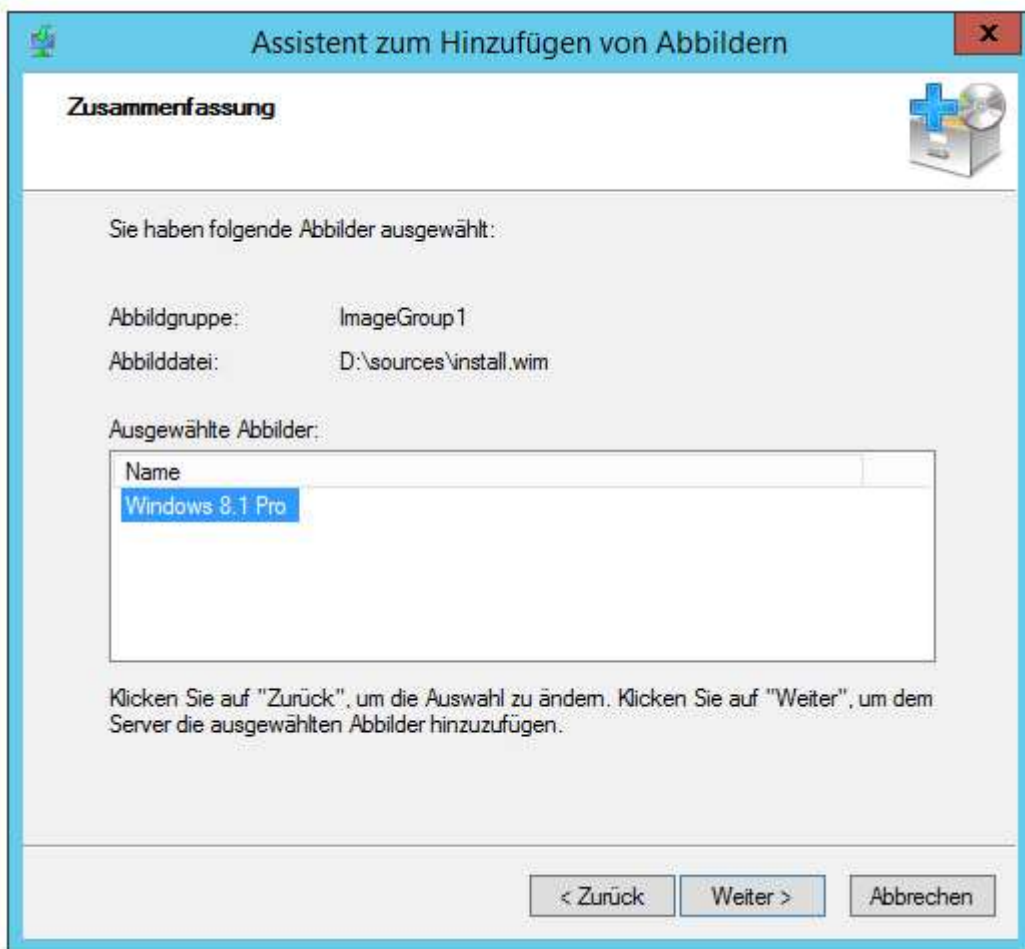 Assistent zum Hinzufügen von Abbildern
x
Zusammenfassung
Sie haben folgende Abbilder ausgewählt:
Abbildgruppe: ImageGroup1
Abbilddatei: D:\sources\install.wim
Ausgewählte Abbilder:
Name
Windows 8.1 Pro
Klicken Sie auf "Zurück", um die Auswahl zu ändern. Klicken Sie auf "Weiter", um dem
Server die ausgewählten Abbilder hinzuzufügen.
< Zurück Weiter > Abbrechen